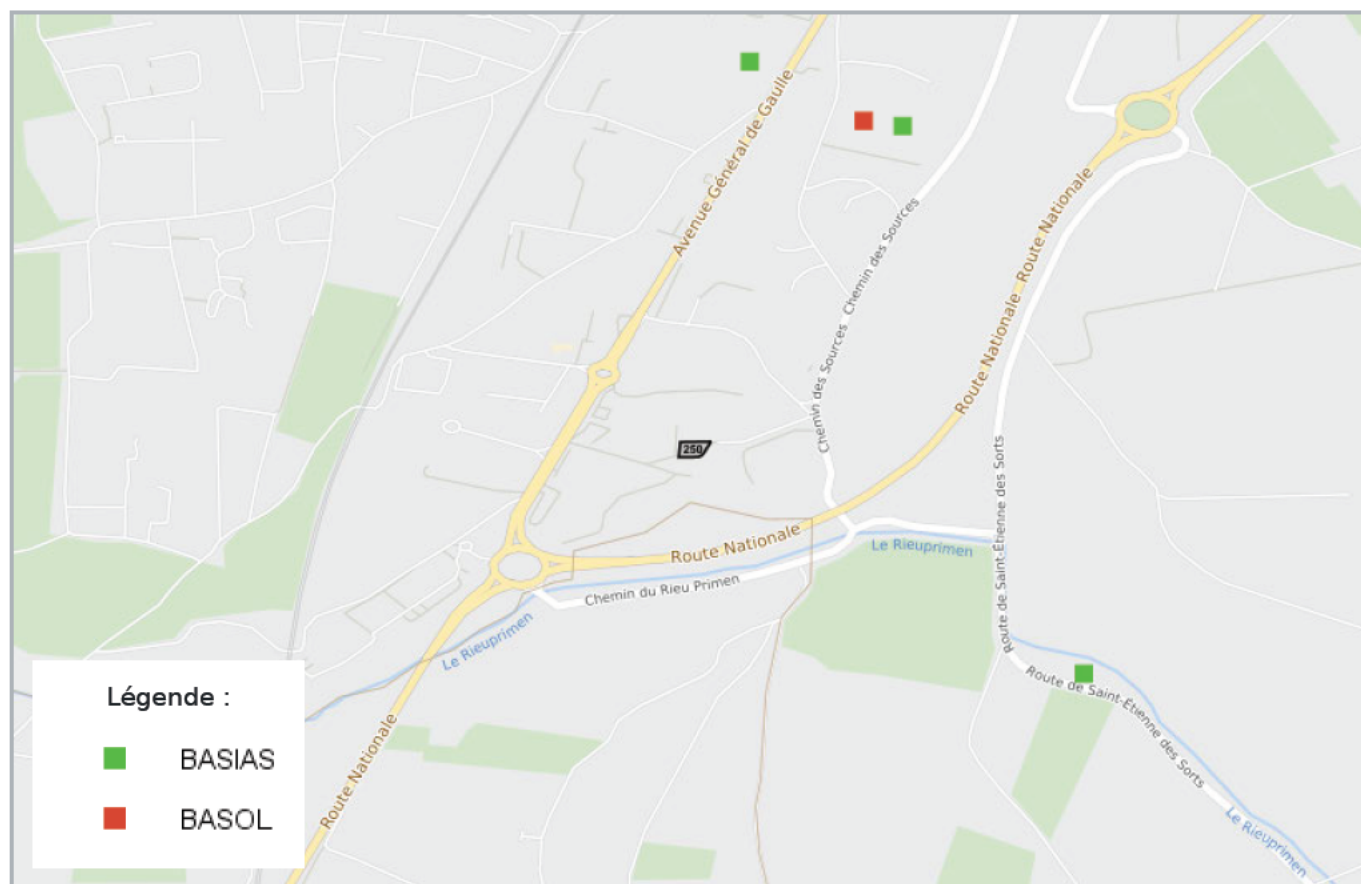 Avenue Général de Gaulle
Chemin des Sources
Chemin des Sources
Route Nationale
Route Nationale
250
Route Nationale
Le Rieuprimen
Chemin du Rieu Primen
Route de Saint-Étienne des Sorts
Le Rieuprimen
Route de Saint-Étienne des Sorts
Route Nationale
Le Rieuprimen
Légende :
BASIAS
BASOL